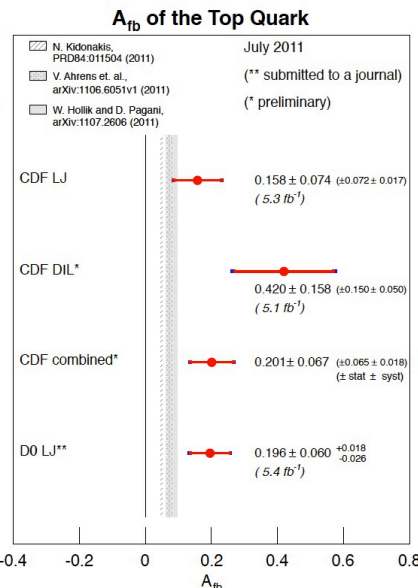 A_fb of the Top Quark
N. Kidonakis,
PRD84:011504 (2011)
V. Ahrens et. al.,
arXiv:1106.6051v1 (2011)
W. Hollik and D. Pagani,
arXiv:1107.2606 (2011)
July 2011
(** submitted to a journal)
(* preliminary)
CDF LJ
0.158 ± 0.074 (±0.072 ± 0.017)
( 5.3 fb⁻¹)
CDF DIL*
0.420 ± 0.158 (±0.150 ± 0.050)
( 5.1 fb⁻¹)
CDF combined*
0.201 ± 0.067 (±0.065 ± 0.018)
(± stat ± syst)
D0 LJ**
0.196 ± 0.060 +0.018
-0.026
( 5.4 fb⁻¹)
-0.4 0 0.2 0.4 0.6 0.8
A_fb